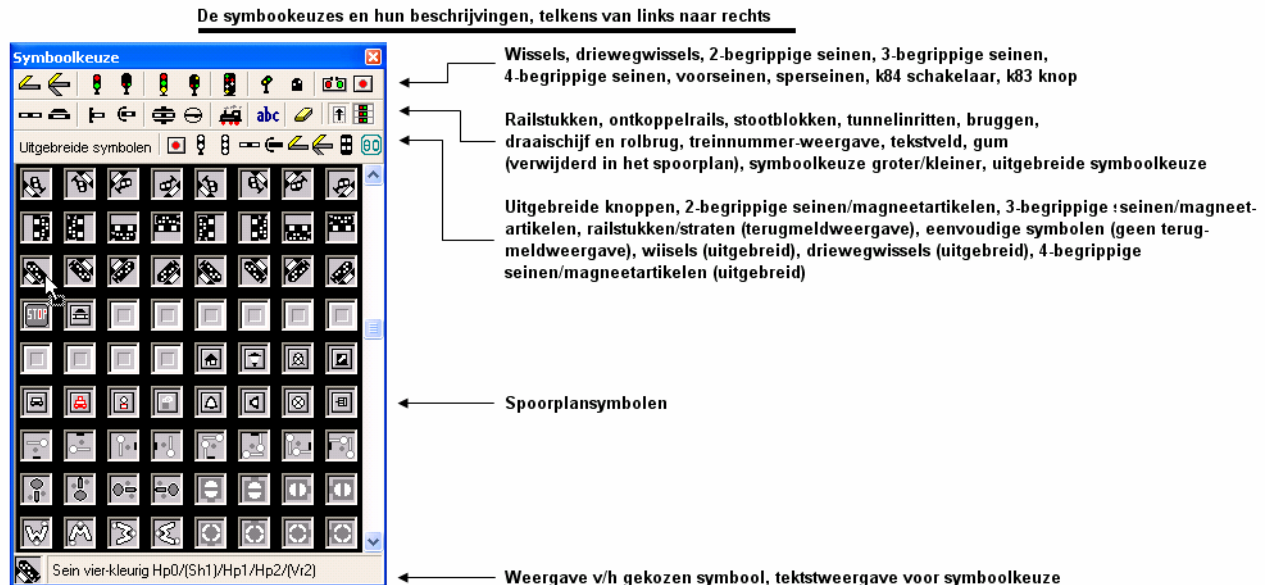 De symbookeuzes en hun beschrijvingen, telkens van links naar rechts
Symboolkeuze
Wissels, driewegwissels, 2-begrippige seinen, 3-begrippige seinen,
4-begrippige seinen, voorseinen, sperseinen, k84 schakelaar, k83 knop
abc
Railstukken, ontkoppelrails, stootblokken, tunnelinritten, bruggen,
draaischijf en rolbrug, treinnummer-weergave, tekstveld, gum
(verwijderd in het spoorplan), symboolkeuze groter/kleiner, uitgebreide symboolkeuze
Uitgebreide symbolen
Uitgebreide knoppen, 2-begrippige seinen/magneetartikelen, 3-begrippige :seinen/magneet-
artikelen, railstukken/straten (terugmeldweergave), eenvoudige symbolen (geen terug-
meldweergave), wiisels (uitgebreid), driewegwissels (uitgebreid), 4-begrippige
seinen/magneetartikelen (uitgebreid)
STOP
Spoorplansymbolen
Sein vier-kleurig Hp0/(Sh1)/Hp1/Hp2/(Vr2)
Weergave v/h gekozen symbool, tektstweergave voor symboolkeuze